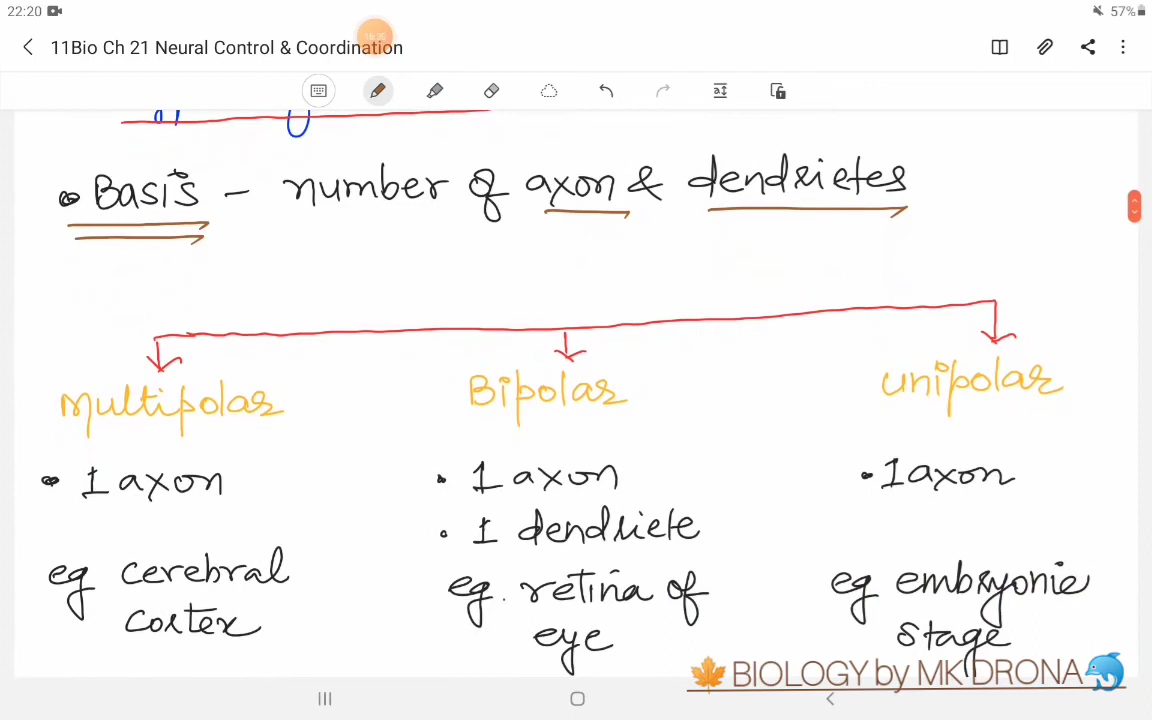 22:20
57%
11Bio Ch 21 Neural Control & Coordination
• Basis – number of axon & dendrietes
Multipolar Bipolar unipolar
• 1 axon • 1 axon • 1 axon
• 1 dendriete
eg cerebral eg. retina of eg embryonic
cortex eye stage
BIOLOGY by MK DRONA